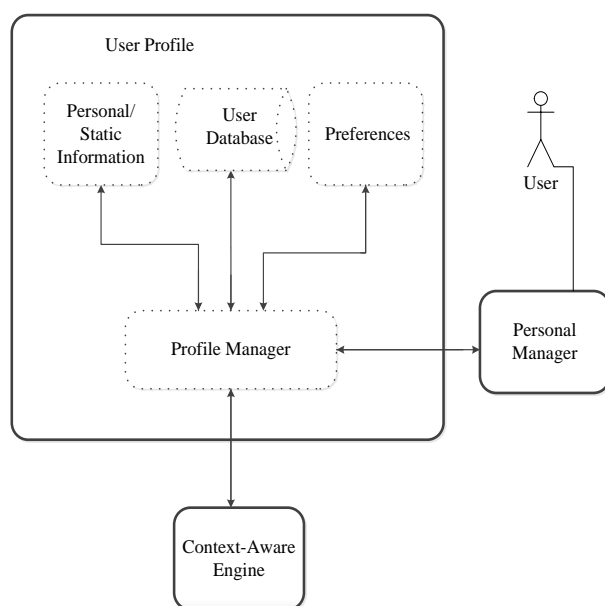 User Profile
Personal/
Static
Information
User
Database
Preferences
User
Profile Manager
Personal
Manager
Context-Aware
Engine